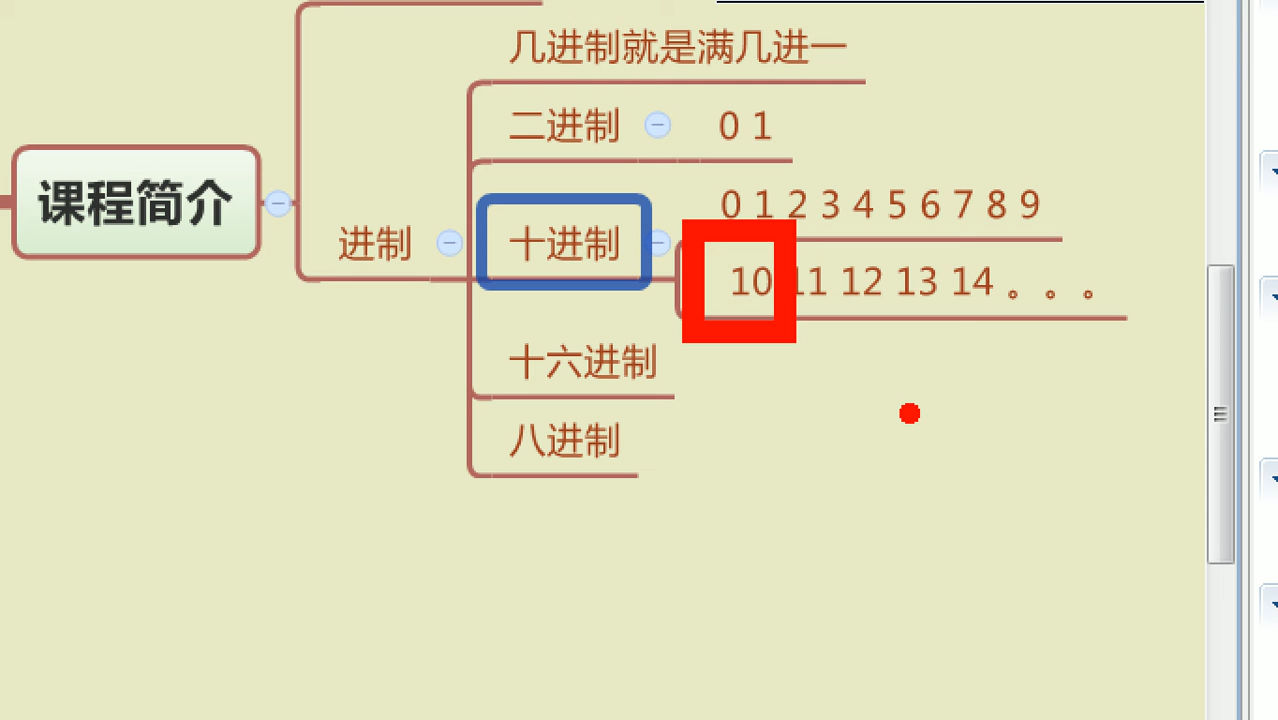 几进制就是满几进一
二进制 0 1
课程简介
进制
十进制
0 1 2 3 4 5 6 7 8 9
10 11 12 13 14 。 。 。
十六进制
八进制